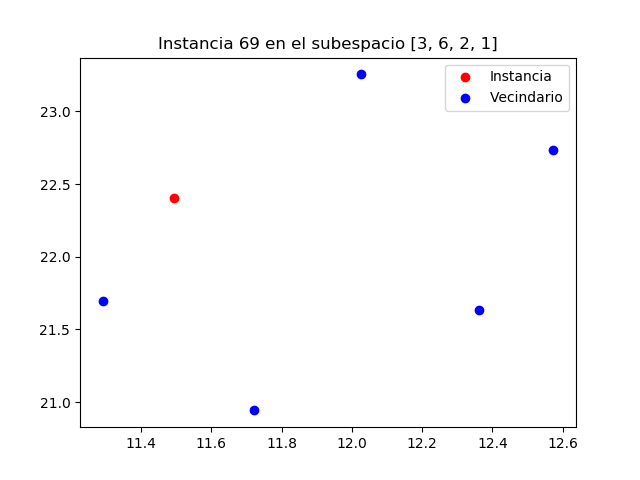 Instancia 69 en el subespacio [3, 6, 2, 1]
Instancia
Vecindario
23.0
22.5
22.0
21.5
21.0
11.4 11.6 11.8 12.0 12.2 12.4 12.6